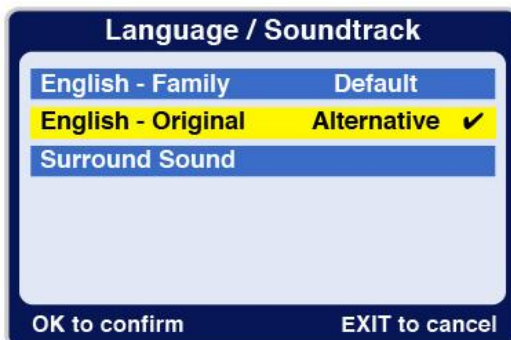 Language / Soundtrack
English - Family Default
English - Original Alternative ✔
Surround Sound
OK to confirm EXIT to cancel